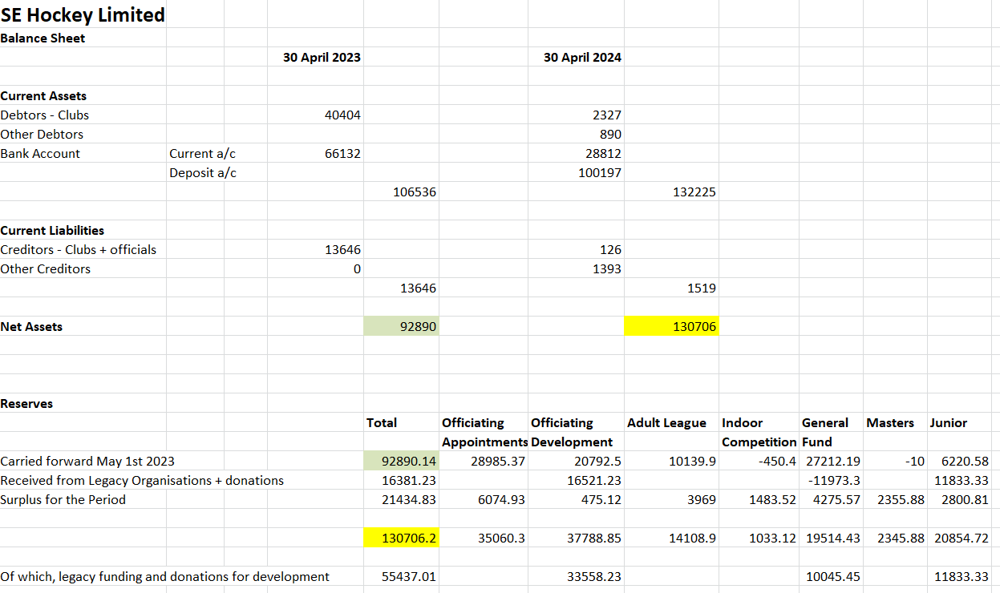 SE Hockey Limited
Balance Sheet
30 April 2023 30 April 2024
Current Assets
Debtors - Clubs 40404 2327
Other Debtors 890
Bank Account Current a/c 66132 28812
Deposit a/c 100197
106536 132225
Current Liabilities
Creditors - Clubs + officials 13646 126
Other Creditors 0 1393
13646 1519
Net Assets 92890 130706
Reserves
Total Officiating Officiating Adult League Indoor General Masters Junior
Appointments Development Competition Fund
Carried forward May 1st 2023 92890.14 28985.37 20792.5 10139.9 -450.4 27212.19 -10 6220.58
Received from Legacy Organisations + donations 16381.23 16521.23 -11973.3 11833.33
Surplus for the Period 21434.83 6074.93 475.12 3969 1483.52 4275.57 2355.88 2800.81
130706.2 35060.3 37788.85 14108.9 1033.12 19514.43 2345.88 20854.72
Of which, legacy funding and donations for development 55437.01 33558.23 10045.45 11833.33